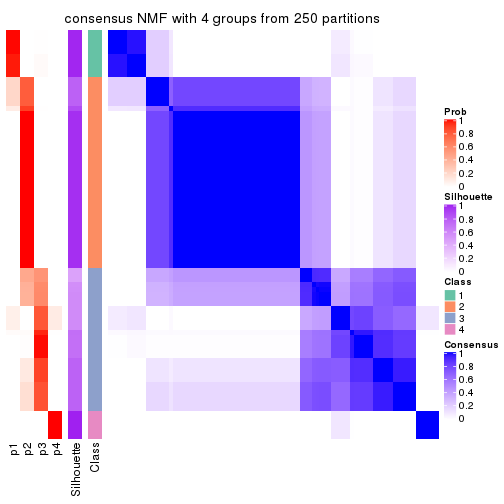 consensus NMF with 4 groups from 250 partitions
Prob
1
0.8
0.6
0.4
0.2
0
Silhouette
1
0.8
0.6
0.4
0.2
0
Class
1
2
3
4
Consensus
1
0.8
0.6
0.4
0.2
0
p1
p2
p3
p4
Silhouette
Class